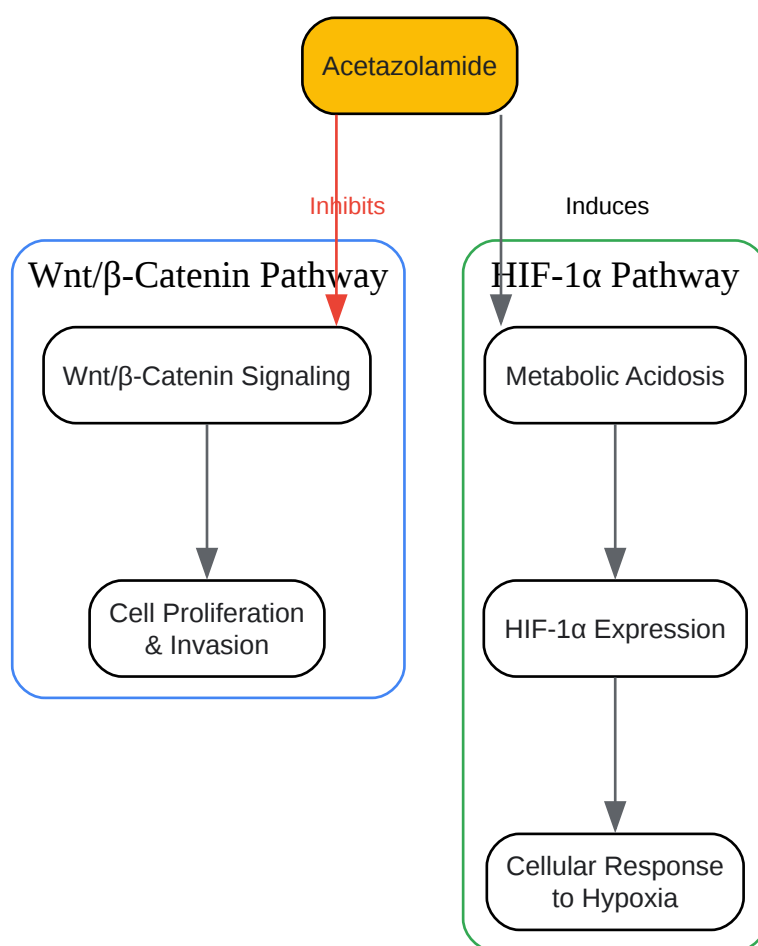 Acetazolamide
Inhibits
Induces
Wnt/β-Catenin Pathway
HIF-1α Pathway
Wnt/β-Catenin Signaling
Metabolic Acidosis
Cell Proliferation
& Invasion
HIF-1α Expression
Cellular Response
to Hypoxia